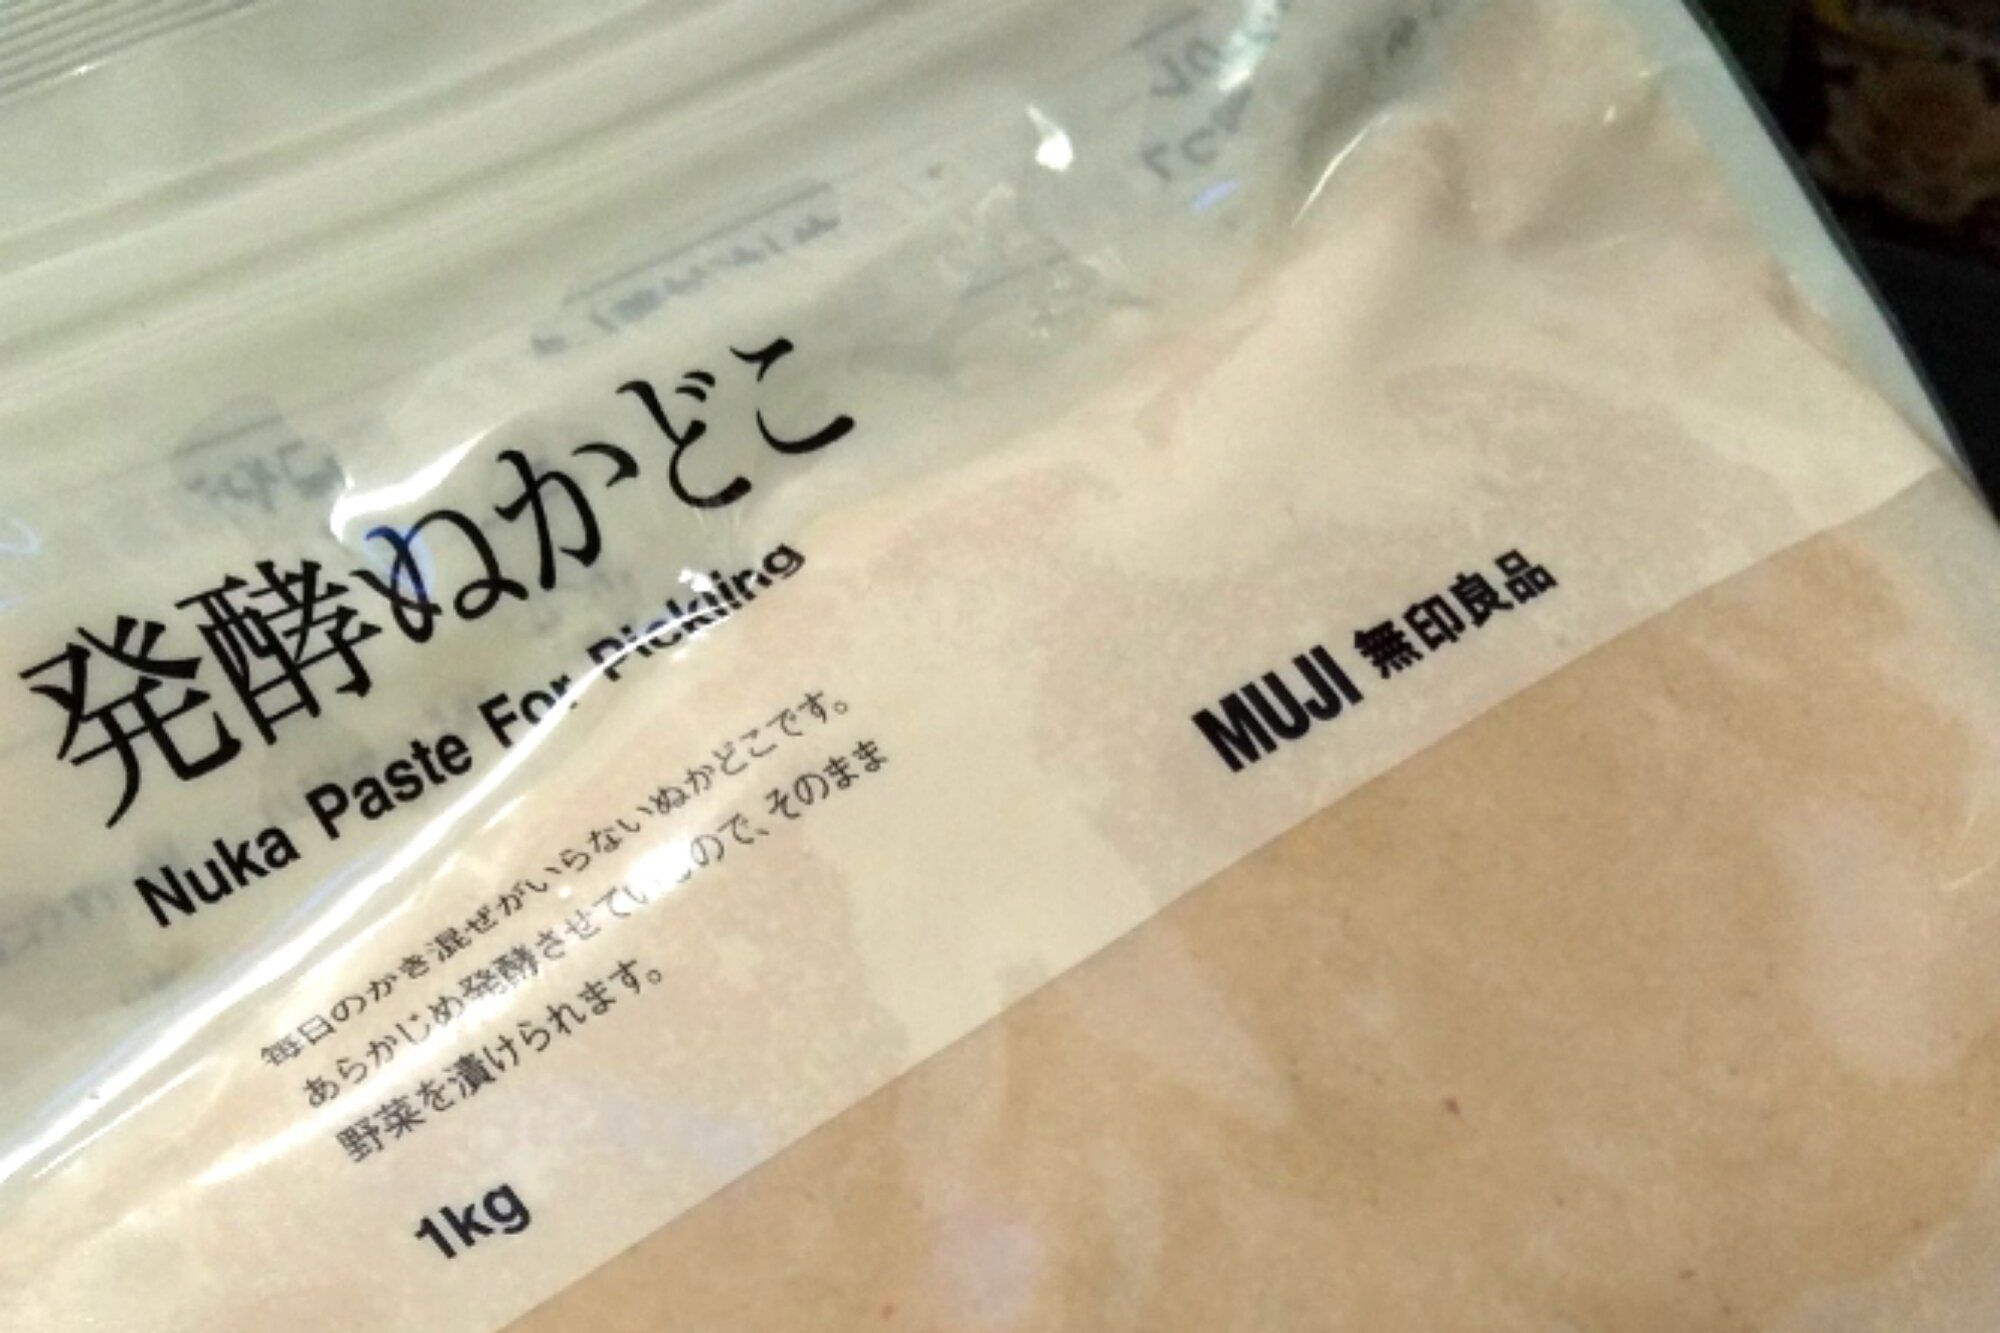 発酵ぬかどこ
Nuka Paste For Pickling
毎日のかき混ぜがいらないぬかどこです。
あらかじめ発酵させているので、そのまま
野菜を漬けられます。
1kg
MUJI 無印良品